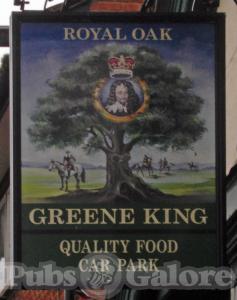 ROYAL OAK
GREENE KING
QUALITY FOOD
CAR PARK
Pubs Galore